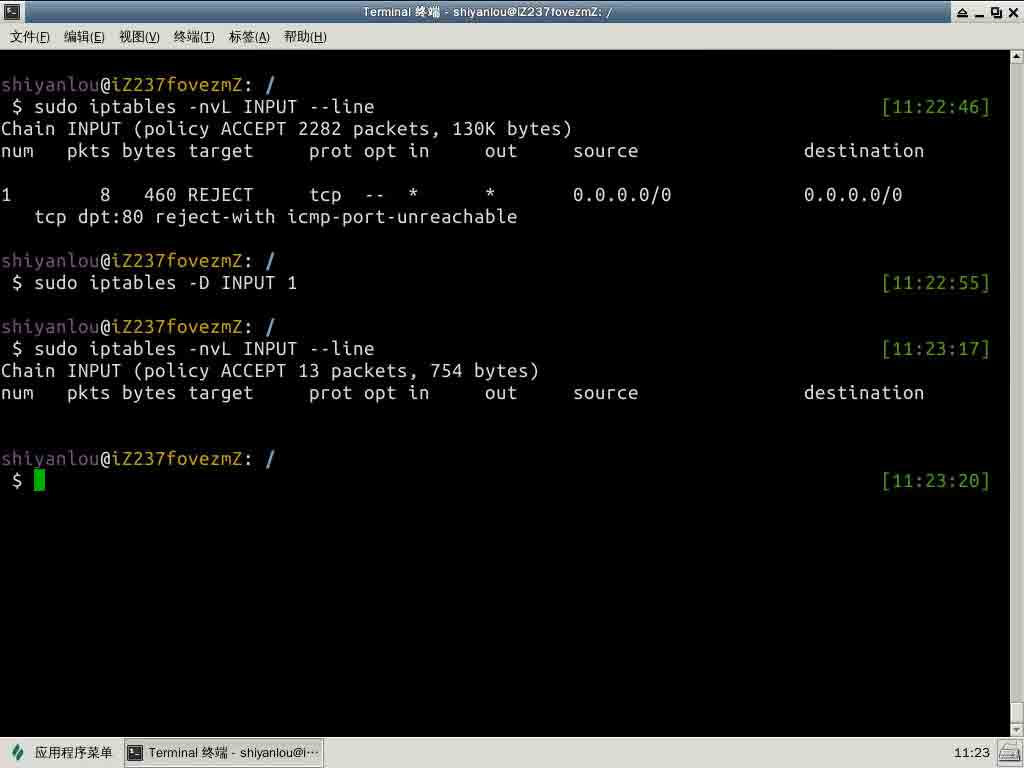 Terminal 终端 - shiyanlou@iZ237fovezmZ: /
文件(F) 编辑(E) 视图(V) 终端(T) 标签(A) 帮助(H)
shiyanlou@iZ237fovezmZ: /
$ sudo iptables -nvL INPUT --line [11:22:46]
Chain INPUT (policy ACCEPT 2282 packets, 130K bytes)
num pkts bytes target prot opt in out source destination
1 8 460 REJECT tcp -- * * 0.0.0.0/0 0.0.0.0/0
tcp dpt:80 reject-with icmp-port-unreachable
shiyanlou@iZ237fovezmZ: /
$ sudo iptables -D INPUT 1 [11:22:55]
shiyanlou@iZ237fovezmZ: /
$ sudo iptables -nvL INPUT --line [11:23:17]
Chain INPUT (policy ACCEPT 13 packets, 754 bytes)
num pkts bytes target prot opt in out source destination
shiyanlou@iZ237fovezmZ: /
$ [11:23:20]
应用程序菜单 Terminal 终端 - shiyanlou@i··· 11:23